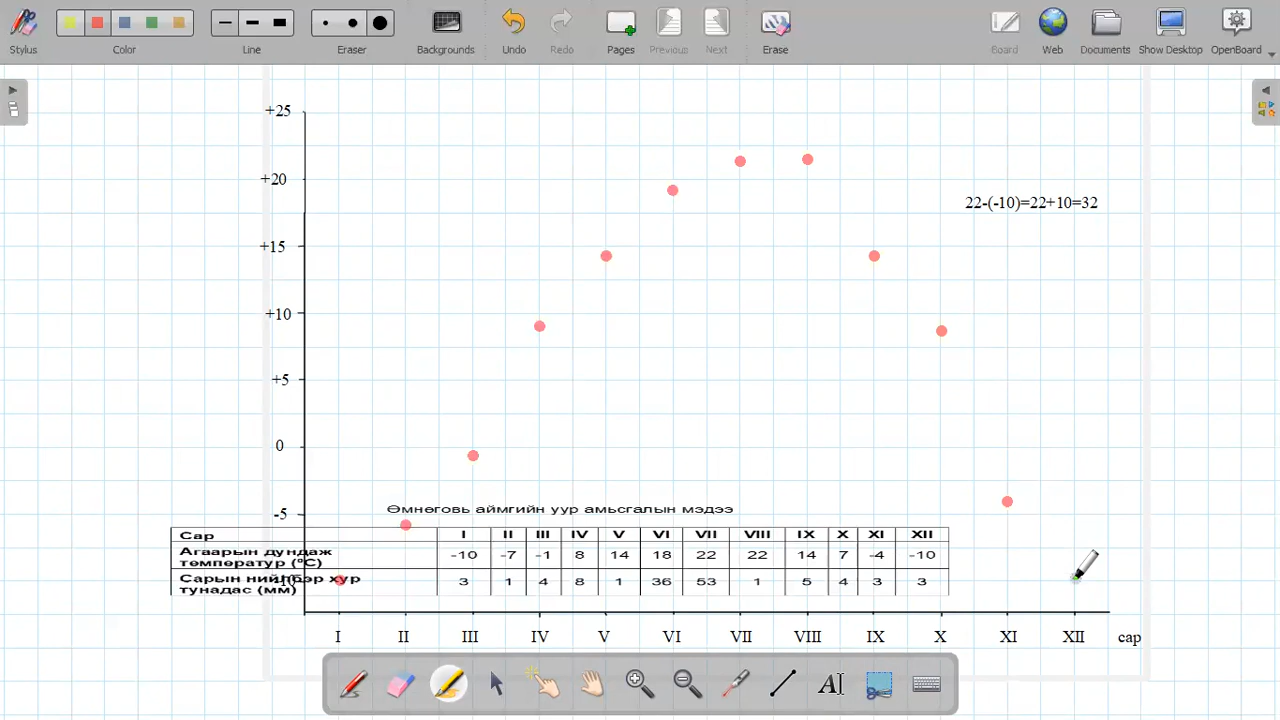 Stylus Color Line Eraser Backgrounds Undo Redo Pages Previous Next Erase Board Web Documents Show Desktop OpenBoard
+25
+20
22-(-10)=22+10=32
+15
+10
+5
0
-5
Өмнөговь аймгийн уур амьсгалын мэдээ
Сар I II III IV V VI VII VIII IX X XI XII
Агаарын дундаж температур (°C) -10 -7 -1 8 14 18 22 22 14 7 -4 -10
-10
Сарын нийлбэр хур тунадас (мм) 3 1 4 8 1 36 53 1 5 4 3 3
I II III IV V VI VII VIII IX X XI XII сар
AI